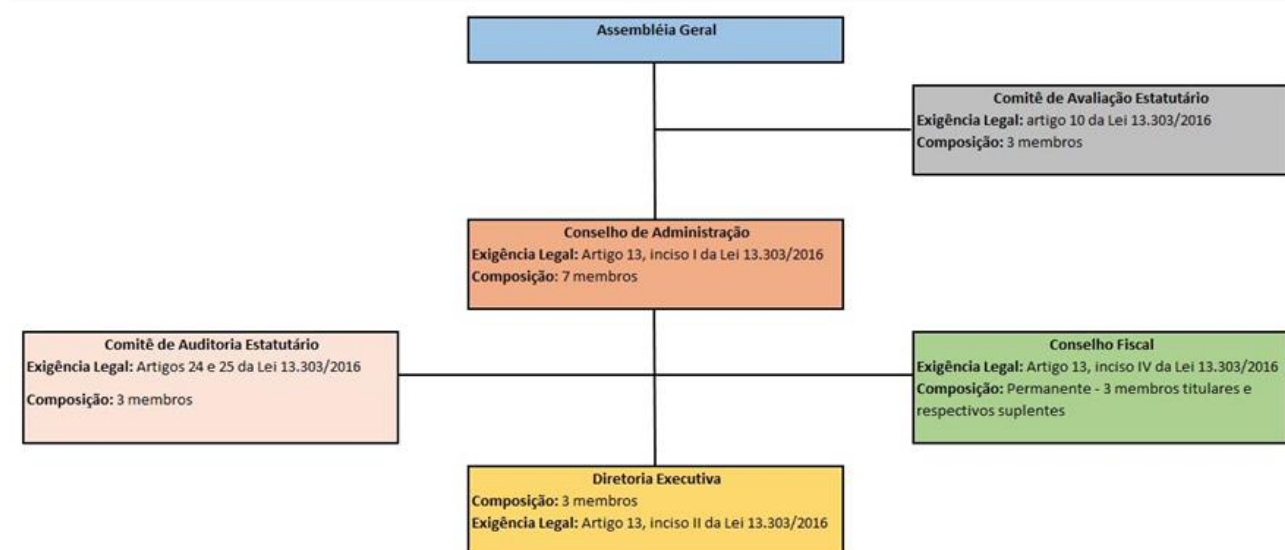 Assembléia Geral
Comitê de Avaliação Estatutário
Exigência Legal: artigo 10 da Lei 13.303/2016
Composição: 3 membros
Conselho de Administração
Exigência Legal: Artigo 13, inciso I da Lei 13.303/2016
Composição: 7 membros
Comitê de Auditoria Estatutário
Exigência Legal: Artigos 24 e 25 da Lei 13.303/2016
Composição: 3 membros
Conselho Fiscal
Exigência Legal: Artigo 13, inciso IV da Lei 13.303/2016
Composição: Permanente - 3 membros titulares e
respectivos suplentes
Diretoria Executiva
Composição: 3 membros
Exigência Legal: Artigo 13, inciso II da Lei 13.303/2016